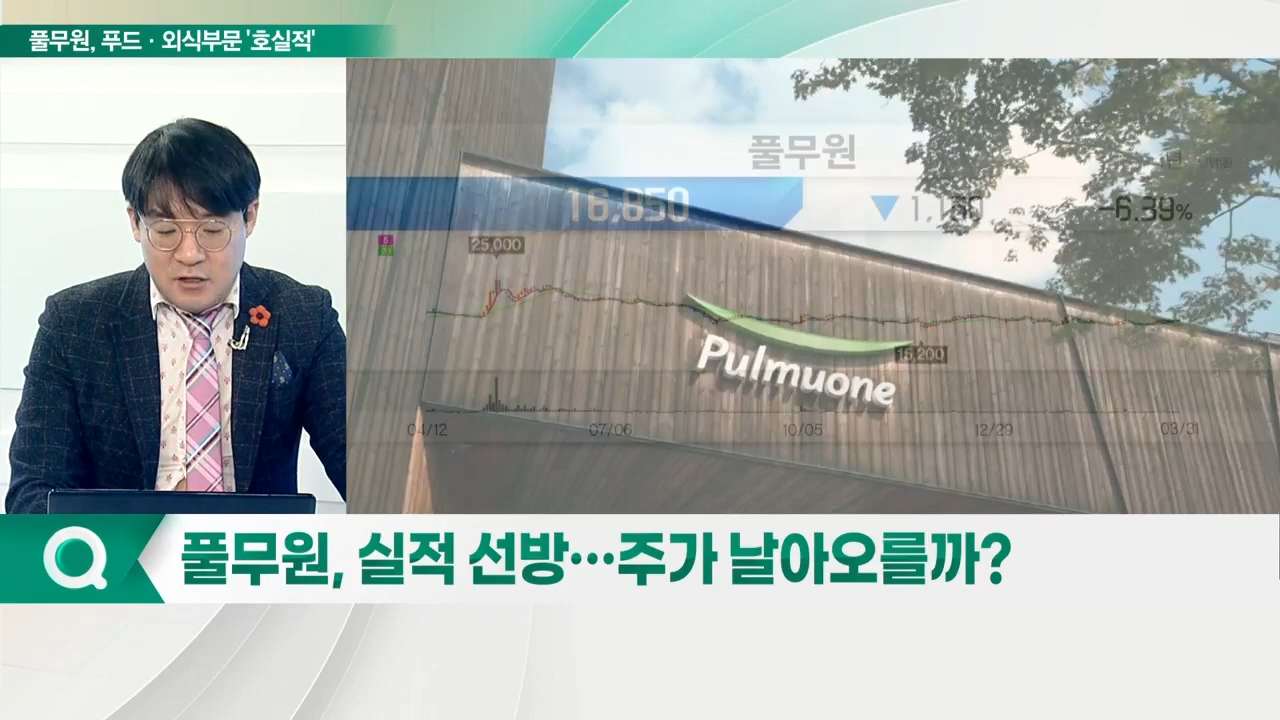 풀무원, 푸드·외식부문 '호실적'
풀무원
16,850
▼
-6.39%
25,000
Pulmuone
15,200
04/12
07/06
10/05
12/29
03/31
풀무원, 실적 선방…주가 날아오를까?